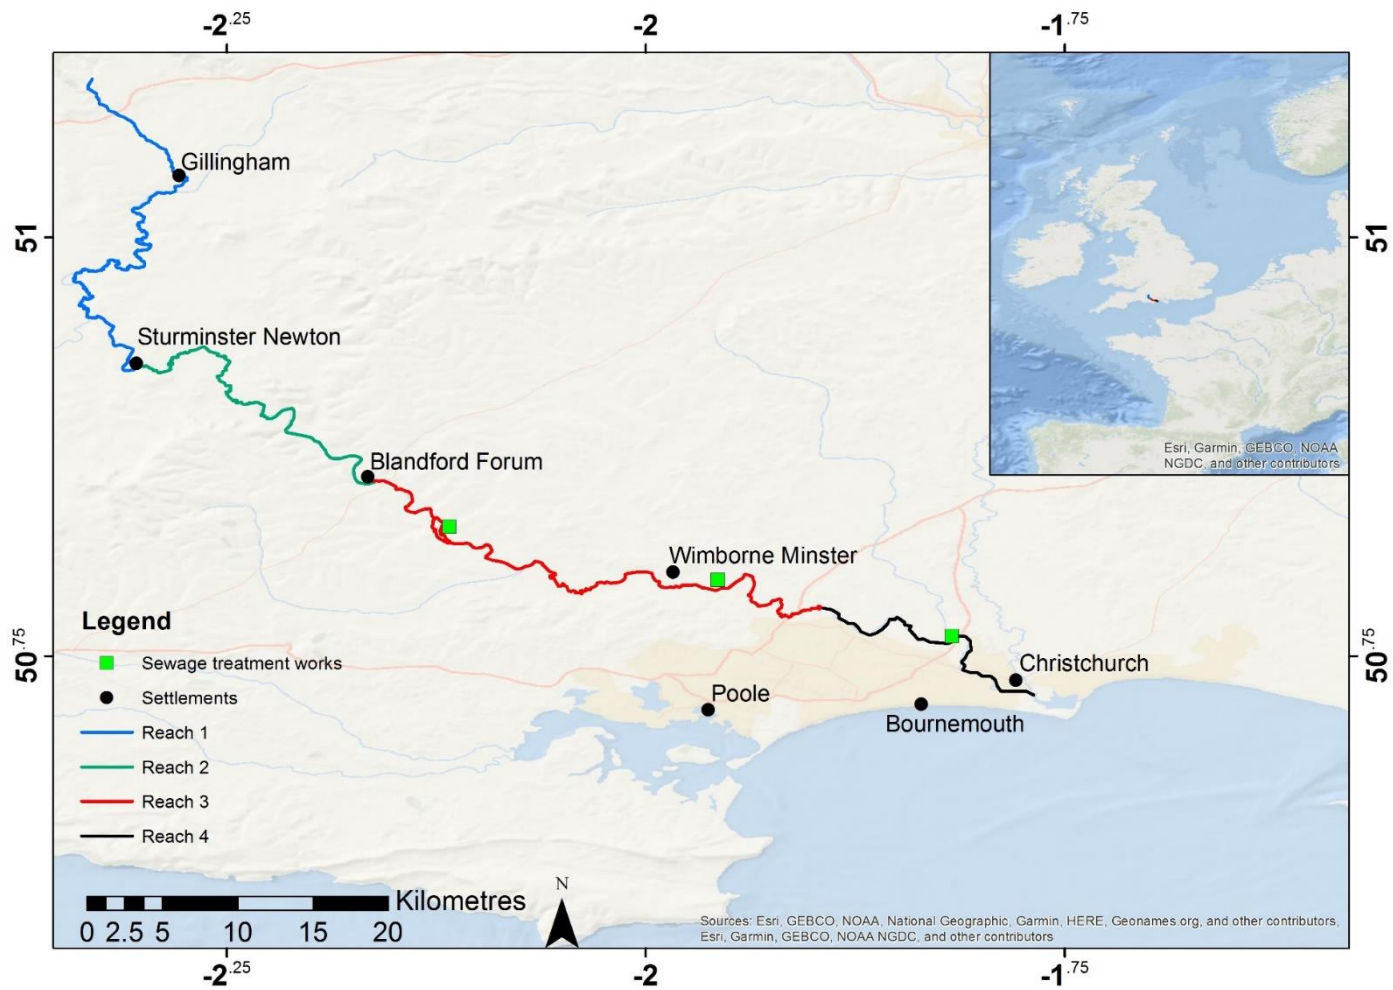 -2.25 -2 -1.75
Gillingham
51 51
Sturminster Newton
Esri, Garmin, GEBCO, NOAA
NGDC, and other contributors
Blandford Forum
Wimborne Minster
Legend
50.75 50.75
Sewage treatment works
Christchurch
Settlements
Poole
Bournemouth
Reach 1
Reach 2
Reach 3
Reach 4
N
Kilometres
0 2.5 5 10 15 20
Sources: Esri, GEBCO, NOAA, National Geographic, Garmin, HERE, Geonames.org, and other contributors,
Esri, Garmin, GEBCO, NOAA NGDC, and other contributors
-2.25 -2 -1.75